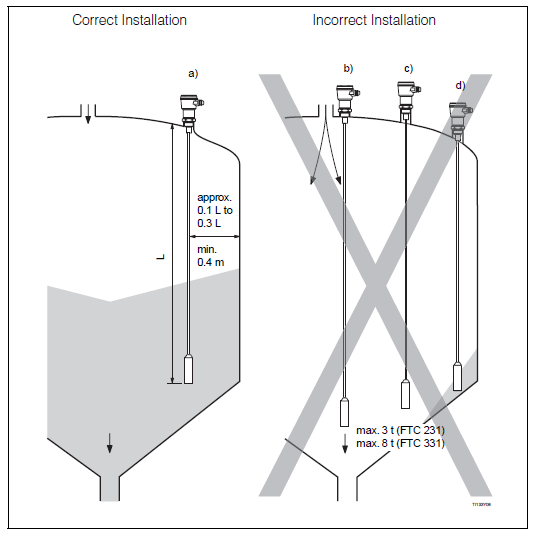 Correct Installation
Incorrect Installation
a)
b)
c)
d)
approx.
0.1 L to
0.3 L
min.
0.4 m
L
max. 3 t (FTC 231)
max. 8 t (FTC 331)